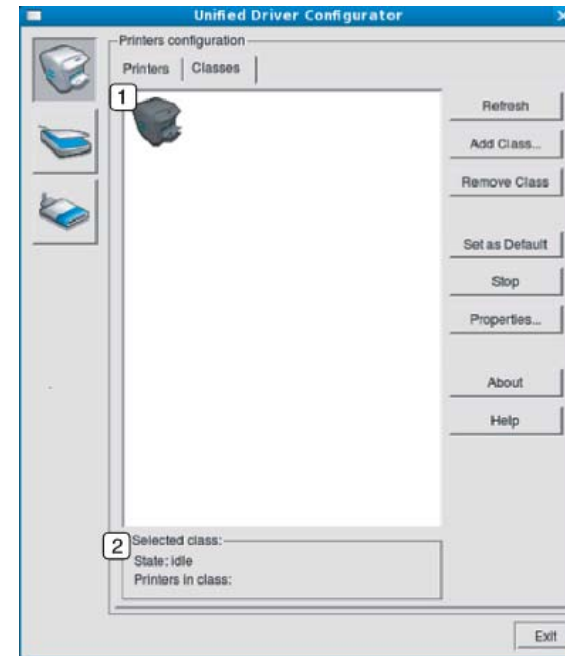 Unified Driver Configurator
Printers configuration
Printers Classes
1
Refresh
Add Class...
Remove Class
Set as Default
Stop
Properties...
About
Help
2
Selected class:
State: idle
Printers in class:
Exit